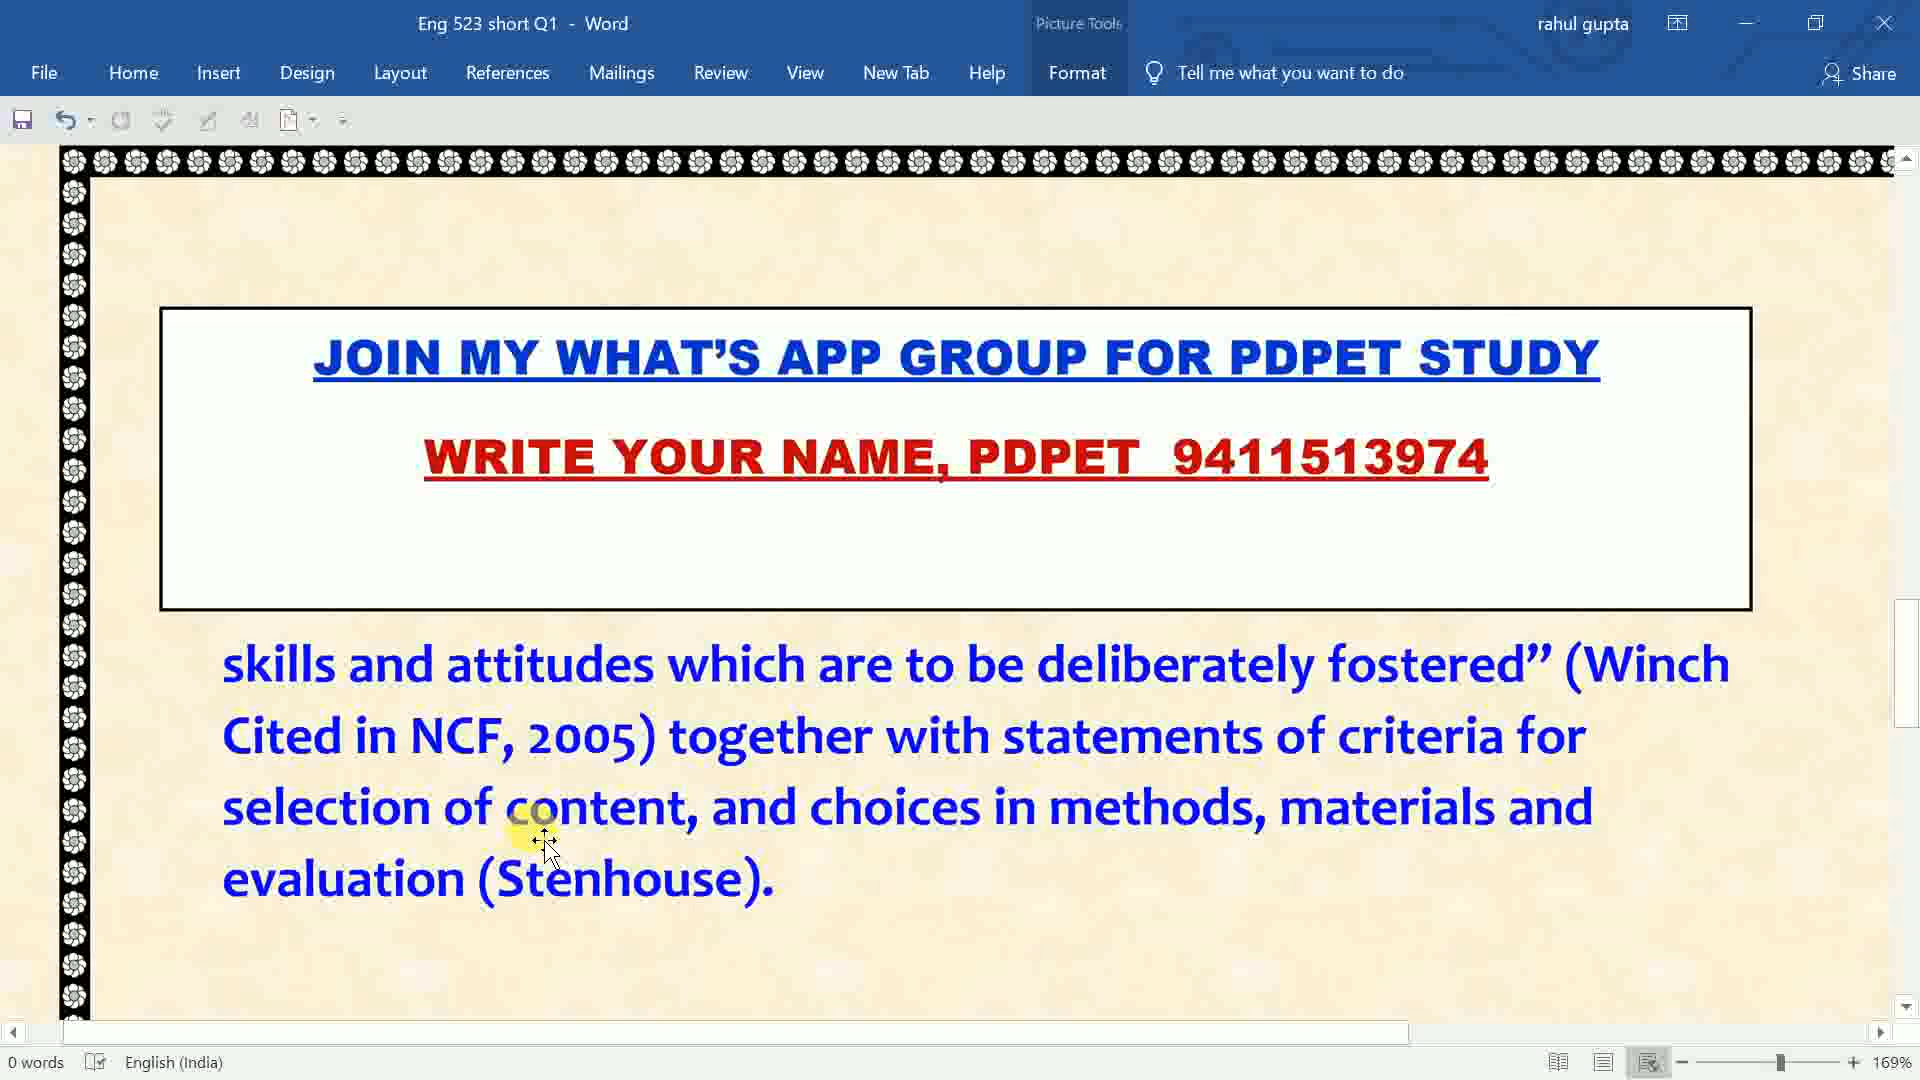 Eng 523 short Q1 - Word
Picture Tools
rahul gupta
File Home Insert Design Layout References Mailings Review View New Tab Help Format Tell me what you want to do Share
JOIN MY WHAT’S APP GROUP FOR PDPET STUDY
WRITE YOUR NAME, PDPET 9411513974
skills and attitudes which are to be deliberately fostered” (Winch
Cited in NCF, 2005) together with statements of criteria for
selection of content, and choices in methods, materials and
evaluation (Stenhouse).
0 words English (India) 169%